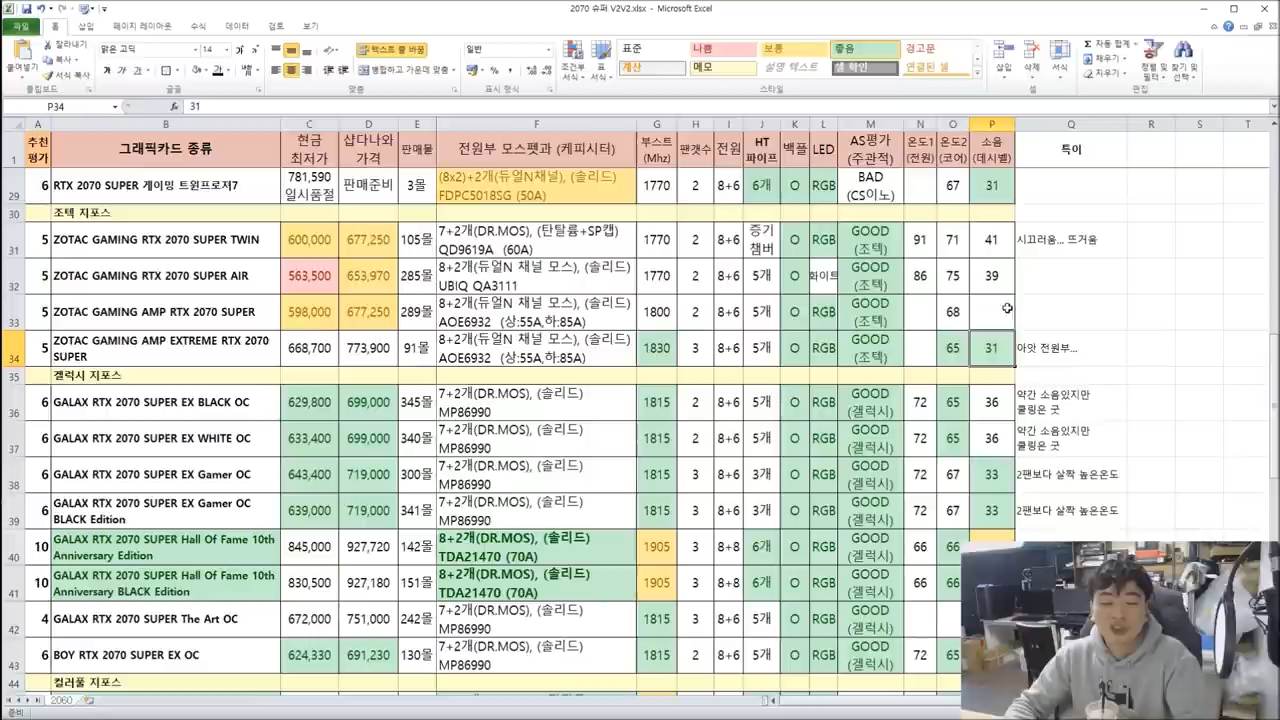 2070 슈퍼 V2V2.xlsx - Microsoft Excel
파일 홈 삽입 페이지 레이아웃 수식 데이터 검토 보기
잘라내기 맑은 고딕 14 텍스트 줄 바꿈 일반 표준 나쁨 보통 좋음 경고문 자동 합계
붙여넣기 복사 서식 복사 병합하고 가운데 맞춤 조건부 서식 표 서식 계산 메모 설명 텍스트 셀 확인 연결된 셀 삽입 삭제 서식 채우기 지우기 정렬 및 필터 찾기 및 선택
클립보드 글꼴 맞춤 표시 형식 스타일 셀 편집
P34 fx 31
A B C D E F G H I J K L M N O P Q R S T
1 추천 평가 그래픽카드 종류 현금 최저가 샵다나와 가격 판매몰 전원부 모스펫과 (케피시터) 부스트 (Mhz) 팬갯수 전원 HT 파이프 백플 LED AS평가 (주관적) 온도1 (전원) 온도2 (코어) 소음 (데시벨) 특이
29 6 RTX 2070 SUPER 게이밍 트윈프로저7 781,590 일시품절 판매준비 3몰 (8x2)+2개(듀얼N채널), (솔리드) FDPC5018SG (50A) 1770 2 8+6 6개 O RGB BAD (CS이노) 67 31
30 조텍 지포스
31 5 ZOTAC GAMING RTX 2070 SUPER TWIN 600,000 677,250 105몰 7+2개(DR.MOS), (탄탈륨+SP캡) QD9619A (60A) 1770 2 8+6 증기 챔버 O RGB GOOD (조텍) 91 71 41 시끄러움... 뜨거움
32 5 ZOTAC GAMING RTX 2070 SUPER AIR 563,500 653,970 285몰 8+2개(듀얼N 채널 모스), (솔리드) UBIQ QA3111 1770 2 8+6 5개 O 화이트 GOOD (조텍) 86 75 39
33 5 ZOTAC GAMING AMP RTX 2070 SUPER 598,000 677,250 289몰 8+2개(듀얼N 채널 모스), (솔리드) AOE6932 (상:55A,하:85A) 1800 2 8+6 5개 O RGB GOOD (조텍) 68
34 5 ZOTAC GAMING AMP EXTREME RTX 2070 SUPER 668,700 773,900 91몰 8+2개(듀얼N 채널 모스), (솔리드) AOE6932 (상:55A,하:85A) 1830 3 8+6 5개 O RGB GOOD (조텍) 65 31 아앗 전원부...
35 겔럭시 지포스
36 6 GALAX RTX 2070 SUPER EX BLACK OC 629,800 699,000 345몰 7+2개(DR.MOS), (솔리드) MP86990 1815 2 8+6 5개 O RGB GOOD (겔럭시) 72 65 36 약간 소음있지만 쿨링은 굿
37 6 GALAX RTX 2070 SUPER EX WHITE OC 633,400 699,000 340몰 7+2개(DR.MOS), (솔리드) MP86990 1815 2 8+6 5개 O RGB GOOD (겔럭시) 72 65 36 약간 소음있지만 쿨링은 굿
38 6 GALAX RTX 2070 SUPER EX Gamer OC 643,400 719,000 300몰 7+2개(DR.MOS), (솔리드) MP86990 1815 3 8+6 3개 O RGB GOOD (겔럭시) 72 67 33 2팬보다 살짝 높은온도
39 6 GALAX RTX 2070 SUPER EX Gamer OC BLACK Edition 639,000 719,000 341몰 7+2개(DR.MOS), (솔리드) MP86990 1815 3 8+6 3개 O RGB GOOD (겔럭시) 72 67 33 2팬보다 살짝 높은온도
40 10 GALAX RTX 2070 SUPER Hall Of Fame 10th Anniversary Edition 845,000 927,720 142몰 8+2개(DR.MOS), (솔리드) TDA21470 (70A) 1905 3 8+8 6개 O RGB GOOD (겔럭시) 66 66
41 10 GALAX RTX 2070 SUPER Hall Of Fame 10th Anniversary BLACK Edition 830,500 927,180 151몰 8+2개(DR.MOS), (솔리드) TDA21470 (70A) 1905 3 8+8 6개 O RGB GOOD (겔럭시) 66 66
42 4 GALAX RTX 2070 SUPER The Art OC 672,000 751,000 242몰 7+2개(DR.MOS), (솔리드) MP86990 1815 2 8+6 5개 O RGB GOOD (겔럭시)
43 6 BOY RTX 2070 SUPER EX OC 624,330 691,230 130몰 7+2개(DR.MOS), (솔리드) MP86990 1815 2 8+6 5개 O RGB GOOD (겔럭시) 72 65
44 컬러풀 지포스
2060
준비